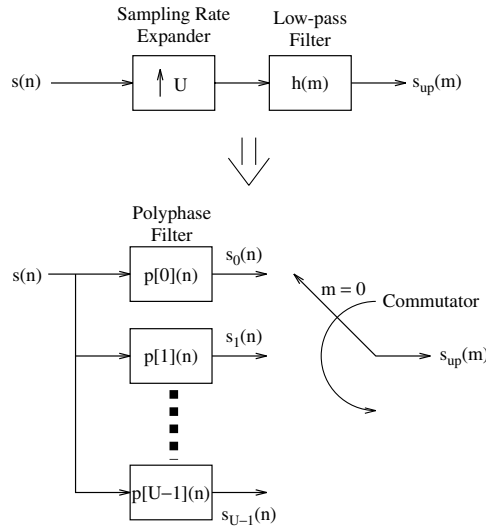 Sampling Rate
Expander
Low-pass
Filter
s(n)
U
h(m)
s_up(m)
Polyphase
Filter
s(n)
p[0](n)
s_0(n)
m = 0
Commutator
p[1](n)
s_1(n)
s_up(m)
p[U−1](n)
s_U−1(n)